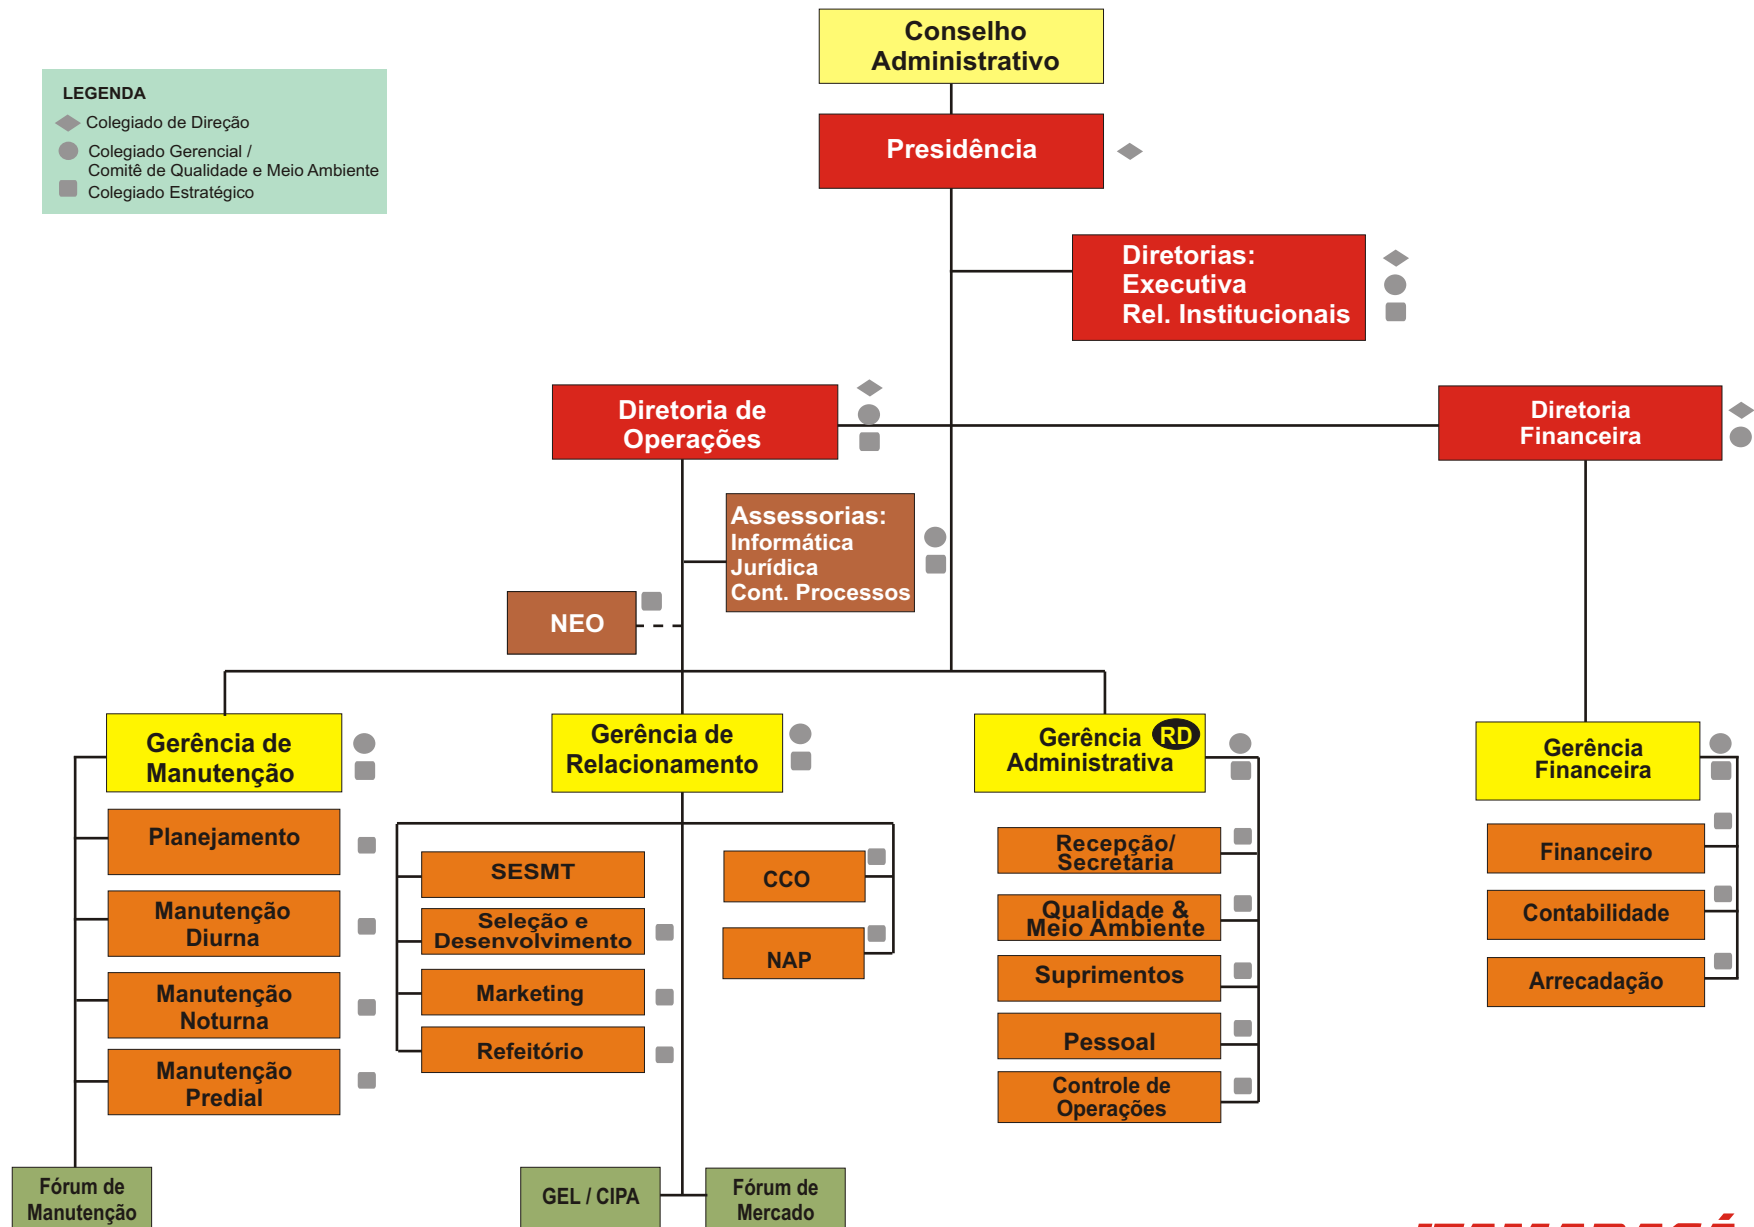 Conselho
Administrativo
LEGENDA
Colegiado de Direção
Colegiado Gerencial /
Comitê de Qualidade e Meio Ambiente
Colegiado Estratégico
Presidência
Diretorias:
Executiva
Rel. Institucionais
Diretoria de
Operações
Diretoria
Financeira
Assessorias:
Informática
Jurídica
Cont. Processos
NEO
Gerência de
Manutenção
Gerência de
Relacionamento
Gerência
Administrativa
RD
Gerência
Financeira
Planejamento
Manutenção
Diurna
Manutenção
Noturna
Manutenção
Predial
SESMT
Seleção e
Desenvolvimento
Marketing
Refeitório
CCO
NAP
Recepção/
Secretaria
Qualidade &
Meio Ambiente
Suprimentos
Pessoal
Controle de
Operações
Financeiro
Contabilidade
Arrecadação
Fórum de
Manutenção
GEL / CIPA
Fórum de
Mercado